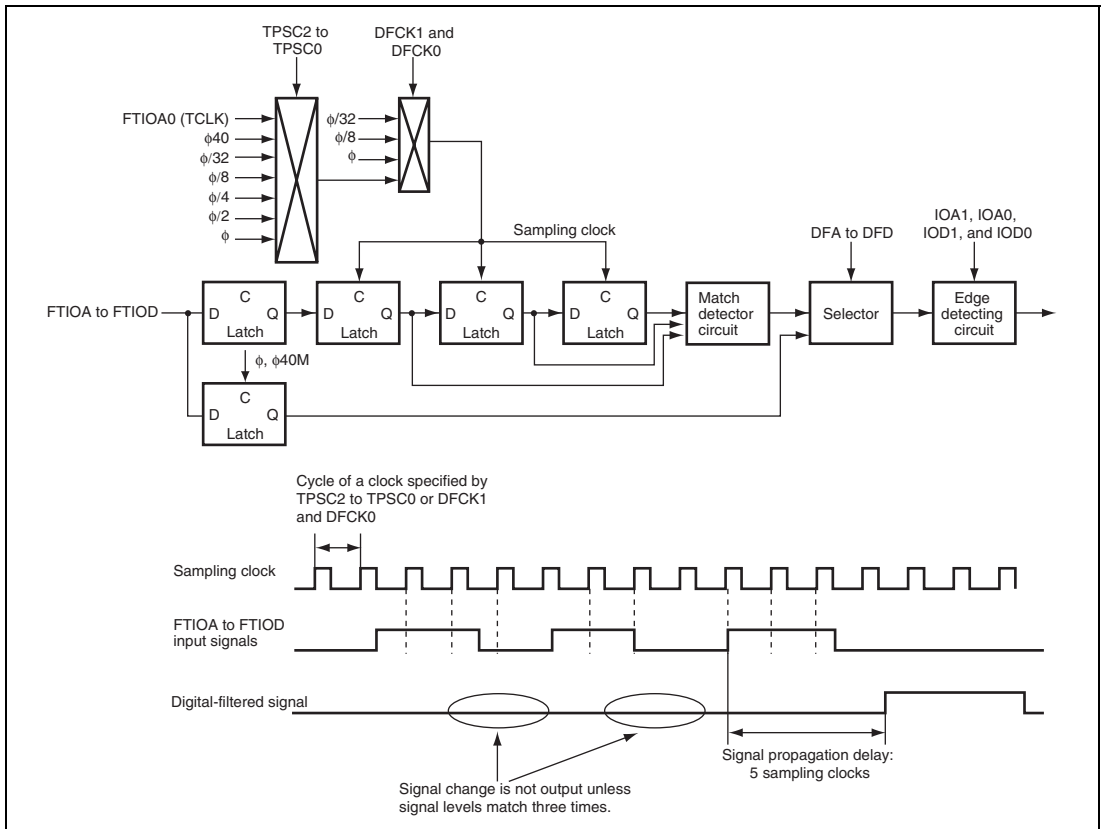 TPSC2 to
TPSC0
DFCK1 and
DFCK0
FTIOA0 (TCLK)
φ40
φ/32
φ/8
φ/4
φ/2
φ
φ/32
φ/8
φ
Sampling clock
IOA1, IOA0,
IOD1, and IOD0
DFA to DFD
FTIOA to FTIOD
C
D Q
Latch
C
D Q
Latch
C
D Q
Latch
C
D Q
Latch
Match
detector
circuit
Selector
Edge
detecting
circuit
φ, φ40M
C
D Q
Latch
Cycle of a clock specified by
TPSC2 to TPSC0 or DFCK1
and DFCK0
Sampling clock
FTIOA to FTIOD
input signals
Digital-filtered signal
Signal propagation delay:
5 sampling clocks
Signal change is not output unless
signal levels match three times.